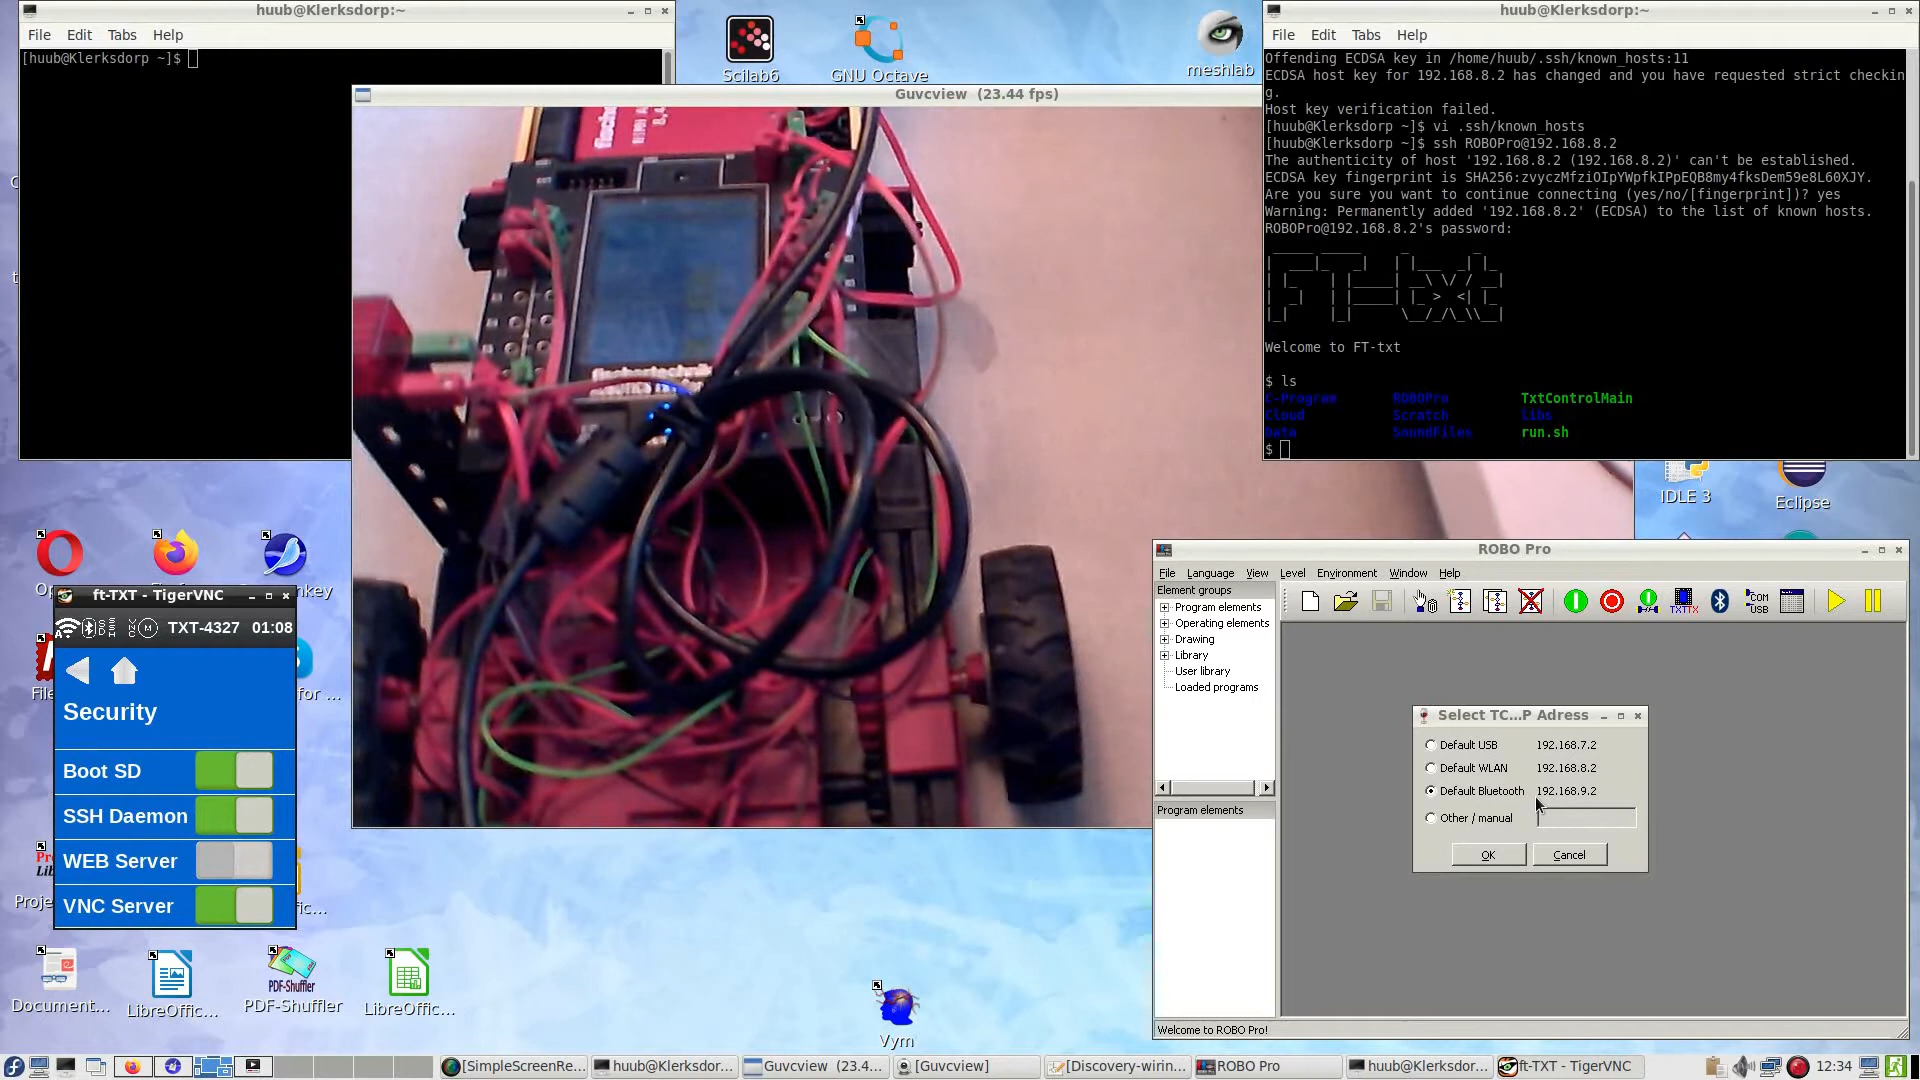 huub@Klerksdorp:~
File Edit Tabs Help
[huub@Klerksdorp ~]$
Scilab6
GNU Octave
meshlab
Guvcview (23.44 fps)
huub@Klerksdorp:~
File Edit Tabs Help
Offending ECDSA key in /home/huub/.ssh/known_hosts:11
ECDSA host key for 192.168.8.2 has changed and you have requested strict checkin
g.
Host key verification failed.
[huub@Klerksdorp ~]$ vi .ssh/known_hosts
[huub@Klerksdorp ~]$ ssh ROBOPro@192.168.8.2
The authenticity of host '192.168.8.2 (192.168.8.2)' can't be established.
ECDSA key fingerprint is SHA256:zvyczMfziOIpYWpfkIPpEQB8my4fksDem59e8L60XJY.
Are you sure you want to continue connecting (yes/no/[fingerprint])? yes
Warning: Permanently added '192.168.8.2' (ECDSA) to the list of known hosts.
ROBOPro@192.168.8.2's password:
FT-txt
Welcome to FT-txt
$ ls
C-Program ROBOPro TxtControlMain
Cloud Scratch libs
Data SoundFiles run.sh
$
IDLE 3
Eclipse
ft-TXT - TigerVNC
TXT-4327 01:08
Security
Boot SD
SSH Daemon
WEB Server
VNC Server
for ...
Document...
LibreOffic...
PDF-Shuffler
PDF-Shuffler
LibreOffic...
Vym
ROBO Pro
File Language View Level Environment Window Help
Element groups
Program elements
Operating elements
Drawing
Library
User library
Loaded programs
COM
USB
Program elements
Select TC...P Adress
Default USB 192.168.7.2
Default WLAN 192.168.8.2
Default Bluetooth 192.168.9.2
Other / manual
OK Cancel
Welcome to ROBO Pro!
[SimpleScreenRe...
huub@Klerksdor...
Guvcview (23.4...
[Guvcview]
[Discovery-wirin...
ROBO Pro
huub@Klerksdor...
ft-TXT - TigerVNC
12:34